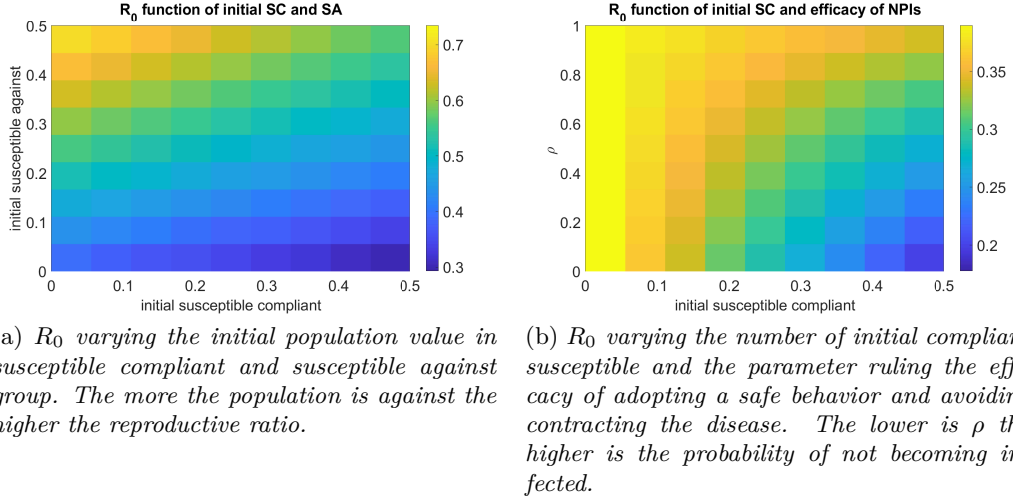 R0 function of initial SC and SA
0.5
0.4
0.3
0.2
0.1
0
initial susceptible against
0
0.1
0.2
0.3
0.4
0.5
initial susceptible compliant
0.7
0.6
0.5
0.4
0.3
a) R0 varying the initial population value in
susceptible compliant and susceptible against
group. The more the population is against the
higher the reproductive ratio.
R0 function of initial SC and efficacy of NPIs
1
0.8
0.6
0.4
0.2
0
ρ
0
0.1
0.2
0.3
0.4
0.5
initial susceptible compliant
0.35
0.3
0.25
0.2
(b) R0 varying the number of initial complian
susceptible and the parameter ruling the eff
cacy of adopting a safe behavior and avoidin
contracting the disease. The lower is ρ th
higher is the probability of not becoming in
fected.